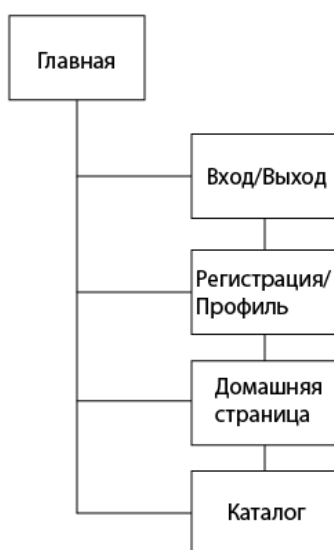 Главная
Вход/Выход
Регистрация/
Профиль
Домашняя
страница
Каталог